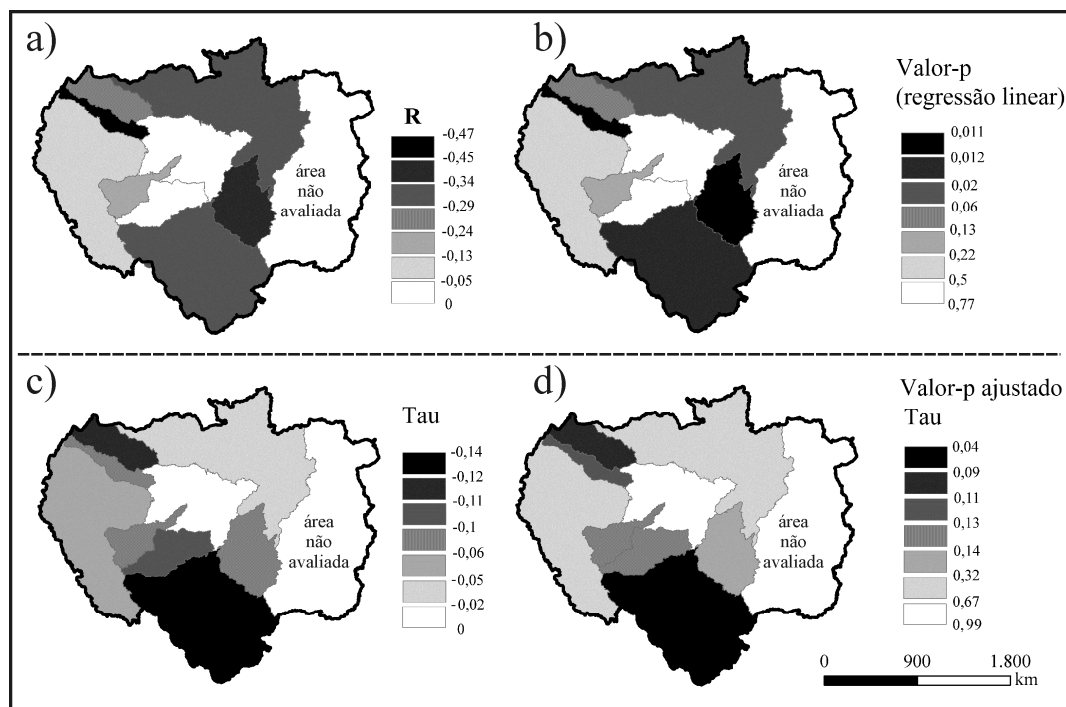 a)
R
-0,47
-0,45
-0,34
-0,29
-0,24
-0,13
-0,05
0
área
não
avaliada
b)
Valor-p
(regressão linear)
0,011
0,012
0,02
0,06
0,13
0,22
0,5
0,77
área
não
avaliada
c)
Tau
-0,14
-0,12
-0,11
-0,1
-0,06
-0,05
-0,02
0
área
não
avaliada
d)
Valor-p ajustado
Tau
0,04
0,09
0,11
0,13
0,14
0,32
0,67
0,99
área
não
avaliada
0 900 1.800
km